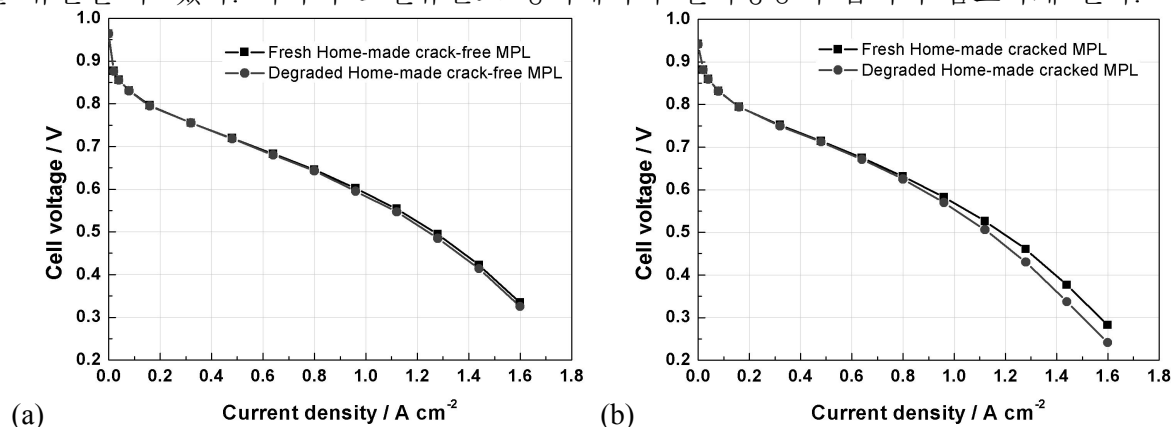 1.0
0.9
0.8
0.7
0.6
0.5
0.4
0.3
0.2
Cell voltage / V
Fresh Home-made crack-free MPL
Degraded Home-made crack-free MPL
0.0 0.2 0.4 0.6 0.8 1.0 1.2 1.4 1.6 1.8
Current density / A cm⁻²
(a)
1.0
0.9
0.8
0.7
0.6
0.5
0.4
0.3
0.2
Cell voltage / V
Fresh Home-made cracked MPL
Degraded Home-made cracked MPL
0.0 0.2 0.4 0.6 0.8 1.0 1.2 1.4 1.6 1.8
Current density / A cm⁻²
(b)